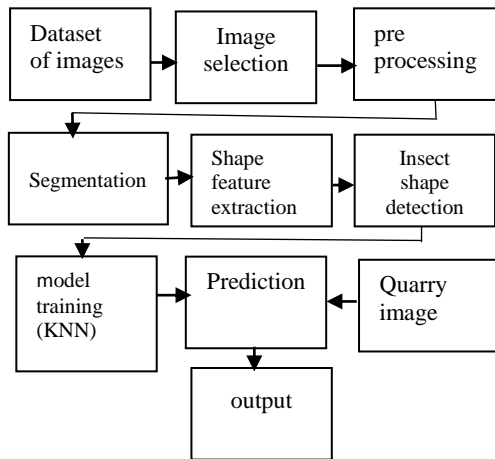 Dataset
of images
Image
selection
pre
processing
Segmentation
Shape
feature
extraction
Insect
shape
detection
model
training
(KNN)
Prediction
Quarry
image
output